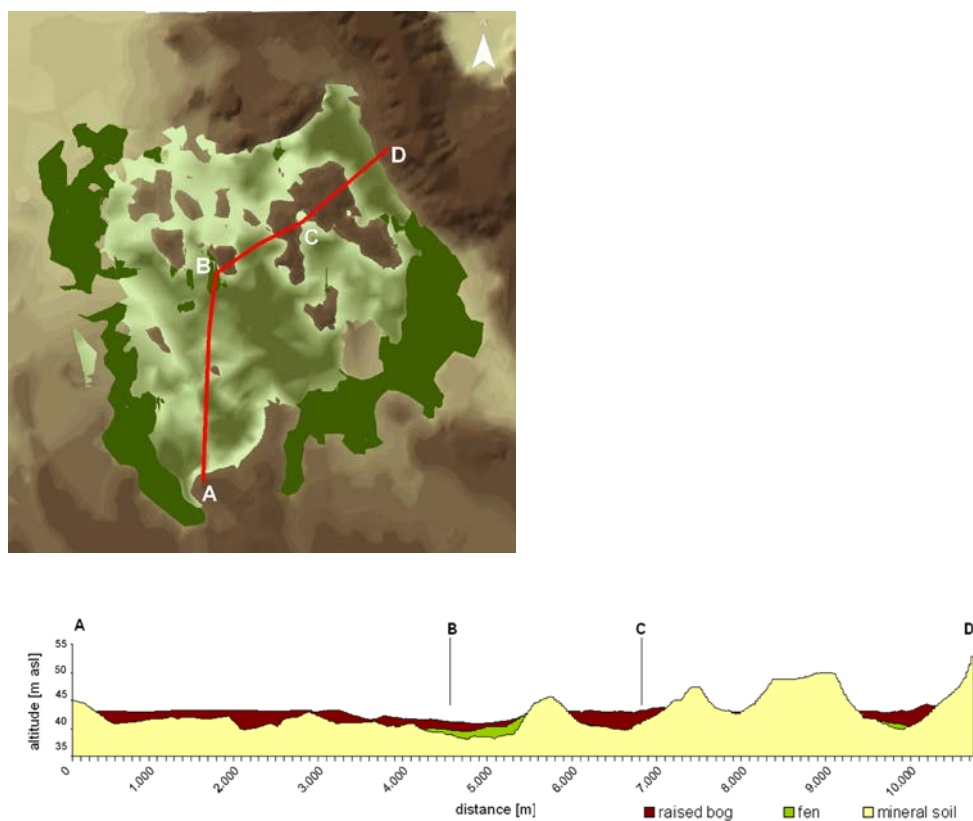 D
C
B
A
A B C D
55
50
45
40
35
altitude [m asl]
0 1.000 2.000 3.000 4.000 5.000 6.000 7.000 8.000 9.000 10.000
distance [m]
raised bog fen mineral soil